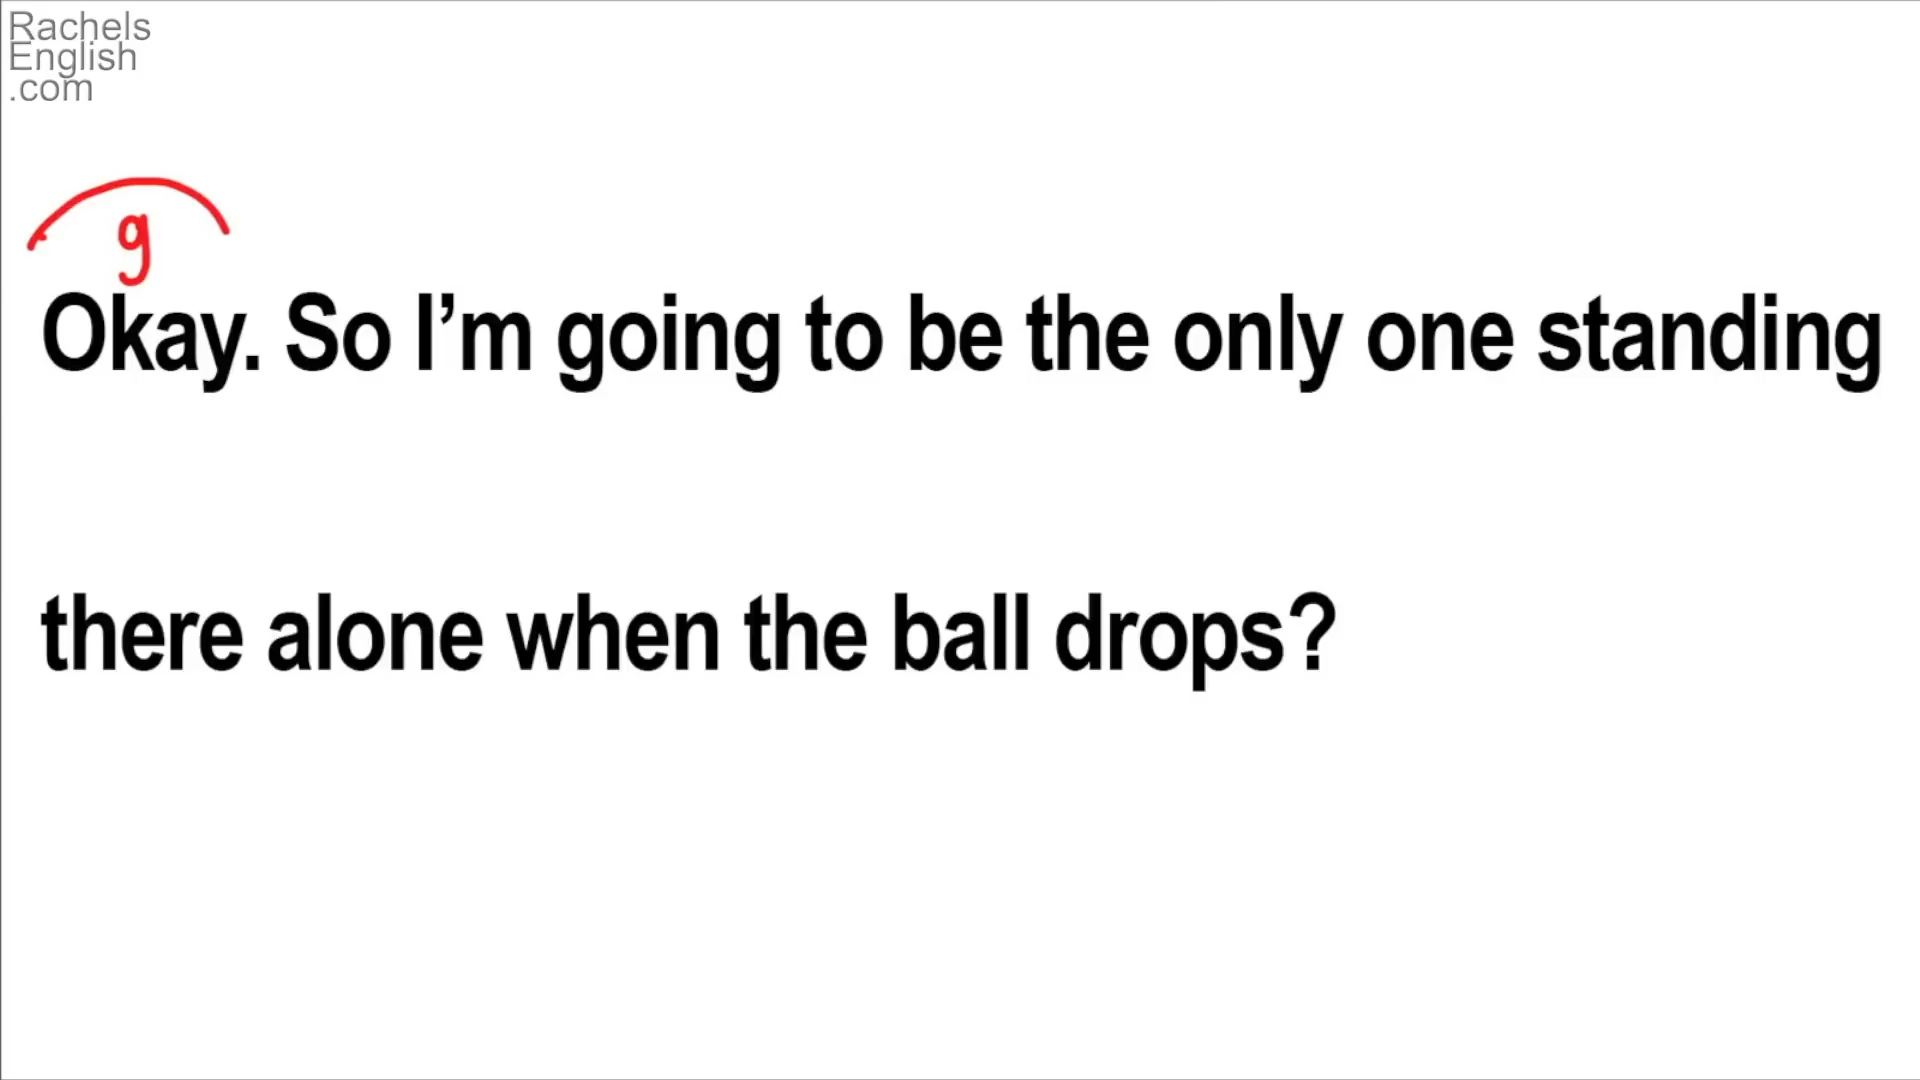 Rachels
English
.com
g
Okay. So I'm going to be the only one standing
there alone when the ball drops?